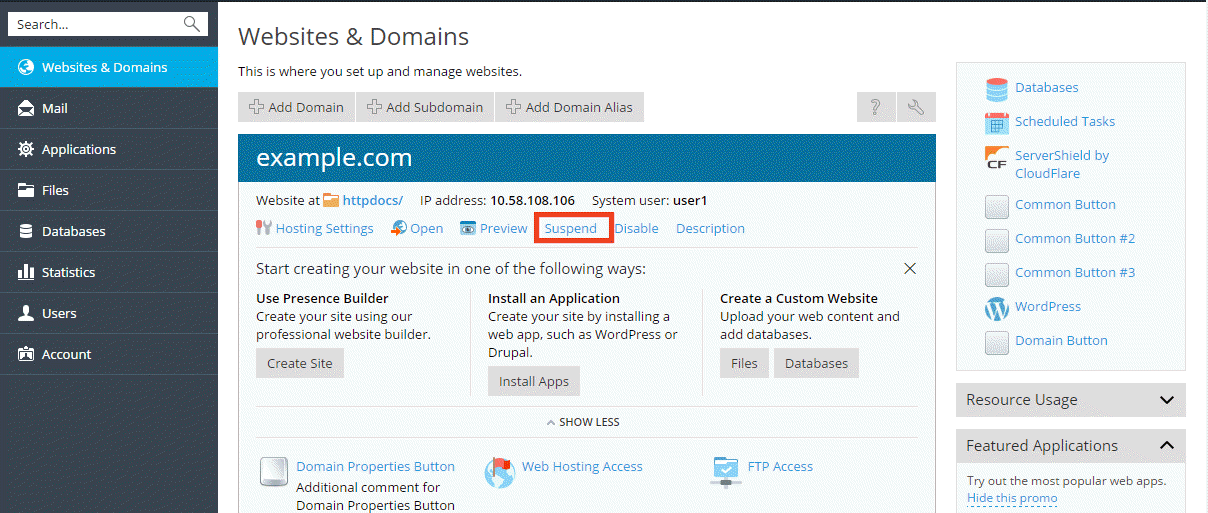 Search...
Websites & Domains
Mail
Applications
Files
Databases
Statistics
Users
Account
Websites & Domains
This is where you set up and manage websites.
Add Domain
Add Subdomain
Add Domain Alias
?
example.com
Website at httpdocs/ IP address: 10.58.108.106 System user: user1
Hosting Settings Open Preview Suspend Disable Description
Start creating your website in one of the following ways:
Use Presence Builder
Create your site using our
professional website builder.
Create Site
Install an Application
Create your site by installing a
web app, such as WordPress or
Drupal.
Install Apps
Create a Custom Website
Upload your web content and
add databases.
Files
Databases
SHOW LESS
Domain Properties Button
Additional comment for
Domain Properties Button
Web Hosting Access
FTP Access
Databases
Scheduled Tasks
CF
ServerShield by
CloudFlare
Common Button
Common Button #2
Common Button #3
WordPress
Domain Button
Resource Usage
Featured Applications
Try out the most popular web apps.
Hide this promo